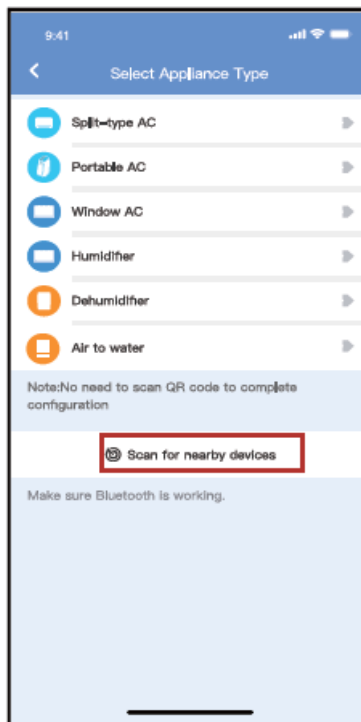 9:41
Select Appliance Type
Split-type AC
Portable AC
Window AC
Humidifier
Dehumidifier
Air to water
Note:No need to scan QR code to complete
configuration
Scan for nearby devices
Make sure Bluetooth is working.